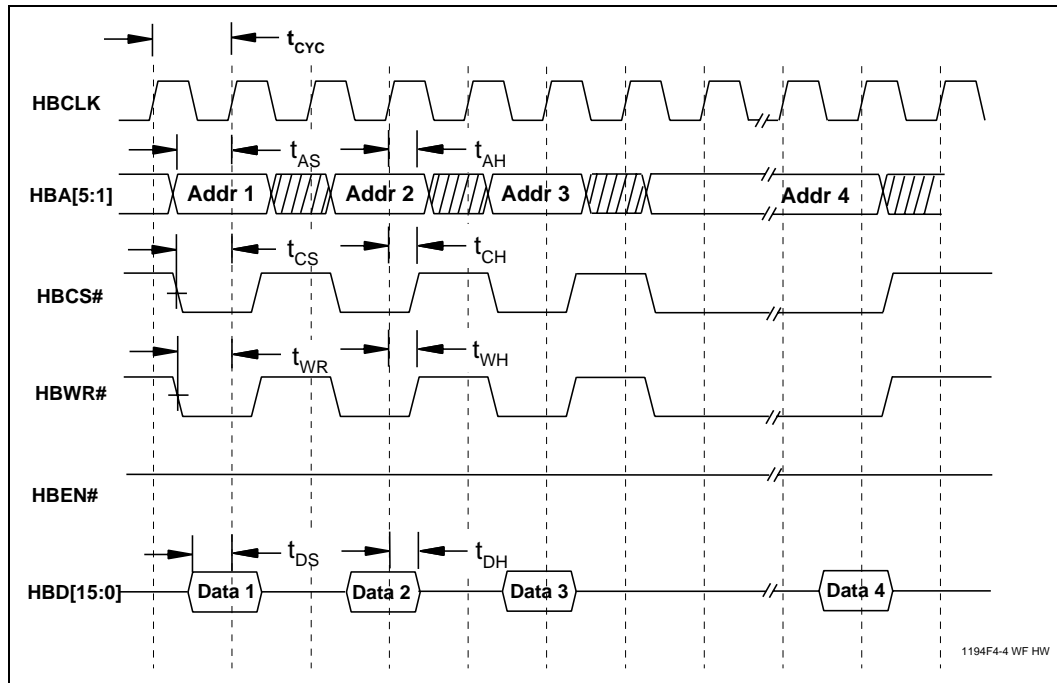 tCYC
HBCLK
tAS tAH
HBA[5:1] Addr 1 Addr 2 Addr 3 Addr 4
tCS tCH
HBCS#
tWR tWH
HBWR#
HBEN#
tDS tDH
HBD[15:0] Data 1 Data 2 Data 3 Data 4
1194F4-4 WF HW